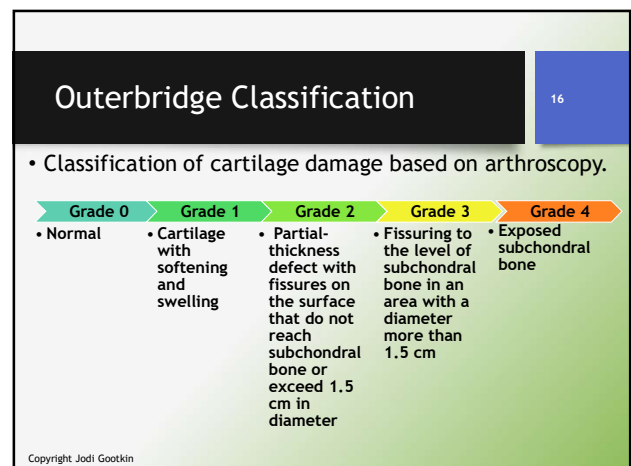 Outerbridge Classification
16
• Classification of cartilage damage based on arthroscopy.
Grade 0
• Normal
Grade 1
• Cartilage
with
softening
and
swelling
Grade 2
• Partial-
thickness
defect with
fissures on
the surface
that do not
reach
subchondral
bone or
exceed 1.5
cm in
diameter
Grade 3
• Fissuring to
the level of
subchondral
bone in an
area with a
diameter
more than
1.5 cm
Grade 4
• Exposed
subchondral
bone
Copyright Jodi Gootkin